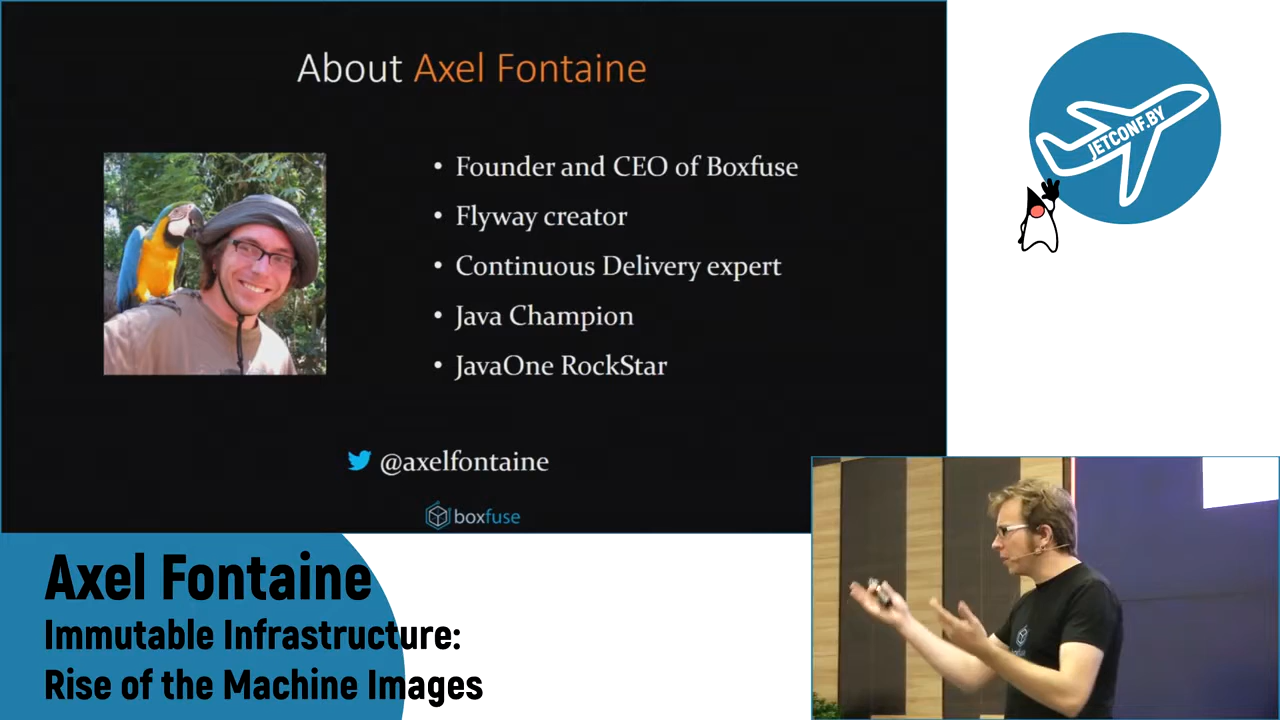 About Axel Fontaine
• Founder and CEO of Boxfuse
• Flyway creator
• Continuous Delivery expert
• Java Champion
• JavaOne RockStar
@axelfontaine
boxfuse
JETCONF.BY
Axel Fontaine
Immutable Infrastructure:
Rise of the Machine Images